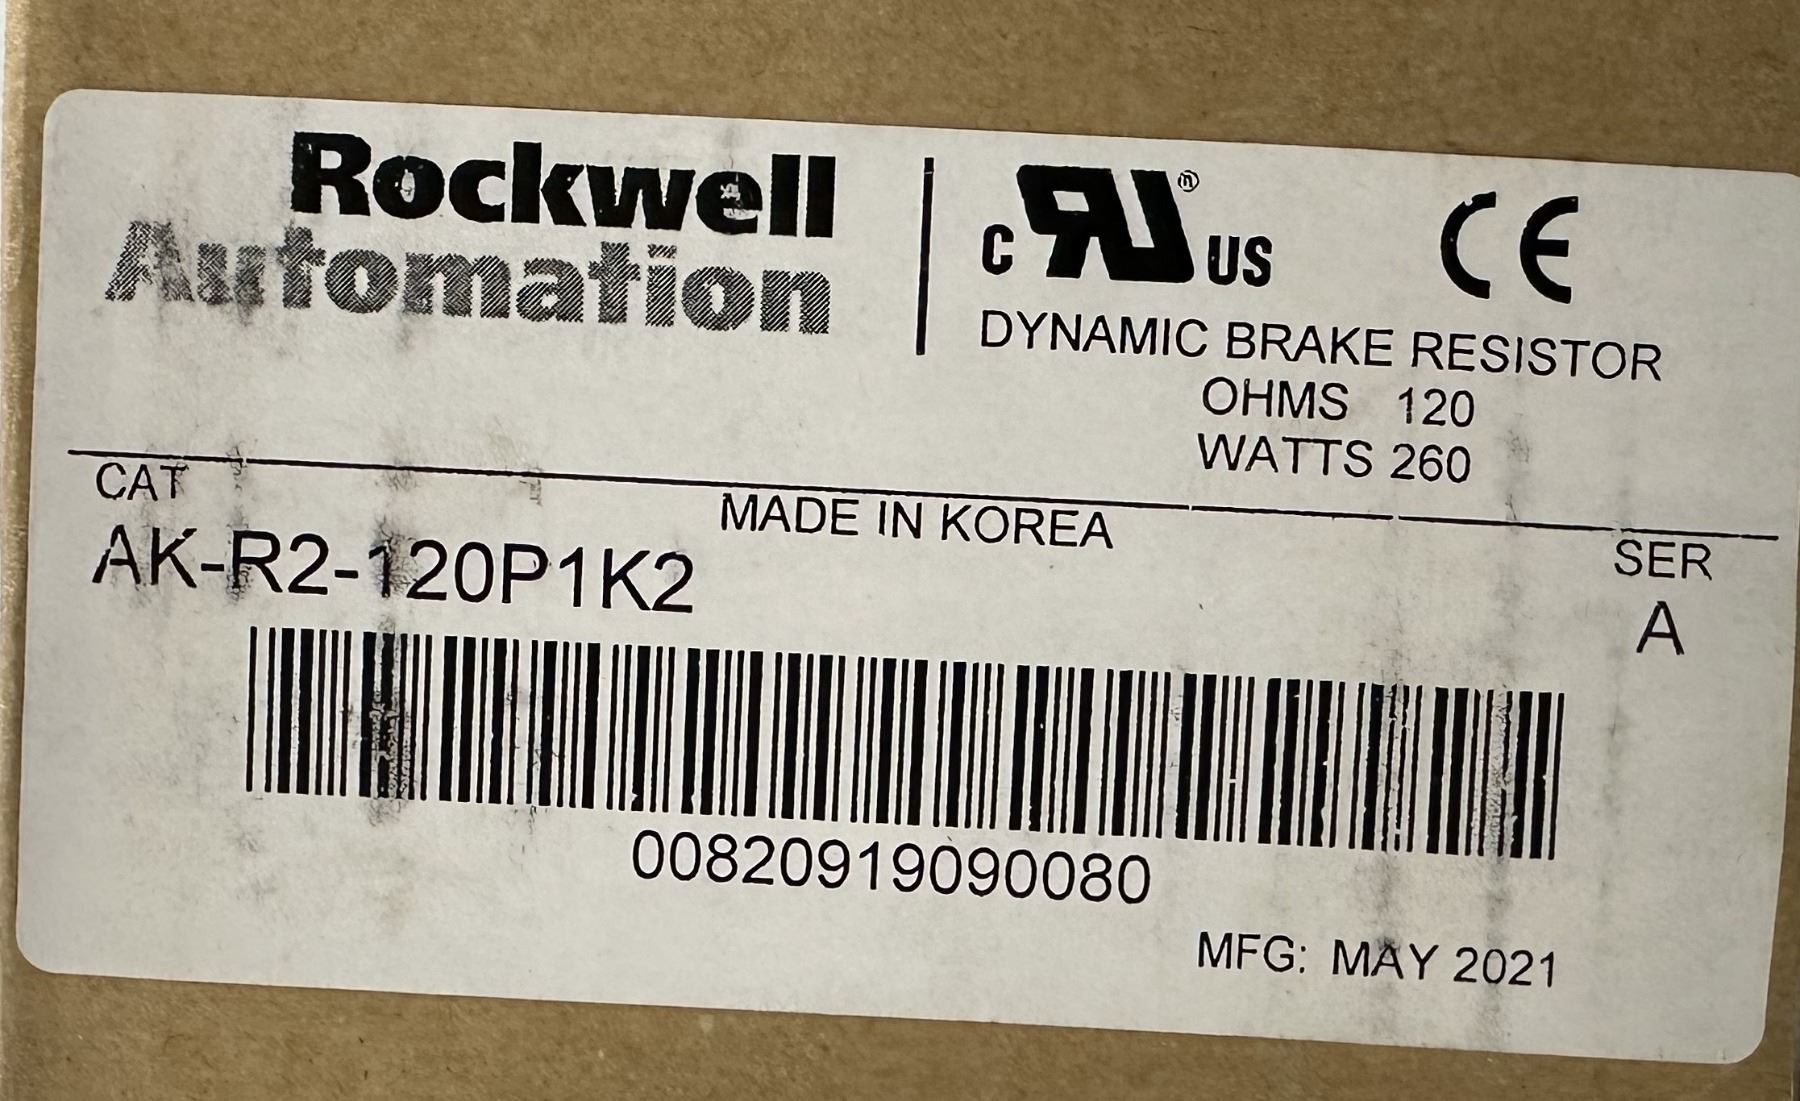 Rockwell
Automation
C RU ® US CE
DYNAMIC BRAKE RESISTOR
OHMS 120
WATTS 260
CAT
MADE IN KOREA
SER
AK-R2-120P1K2
A
00820919090080
MFG: MAY 2021